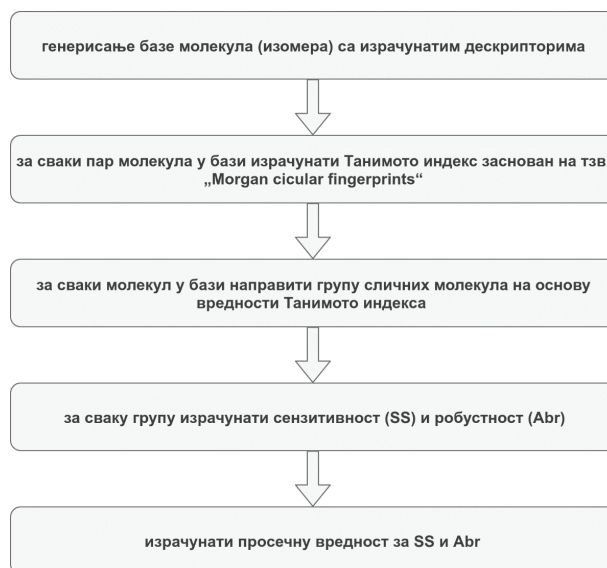 генерисање базе молекула (изомера) са израчунатим дескрипторима
за сваки пар молекула у бази израчунати Танимото индекс заснован на тзв
„Morgan cicular fingerprints“
за сваки молекул у бази направити групу сличних молекула на основу
вредности Танимото индекса
за сваку групу израчунати сензитивност (SS) и робустност (Abr)
израчунати просечну вредност за SS и Abr